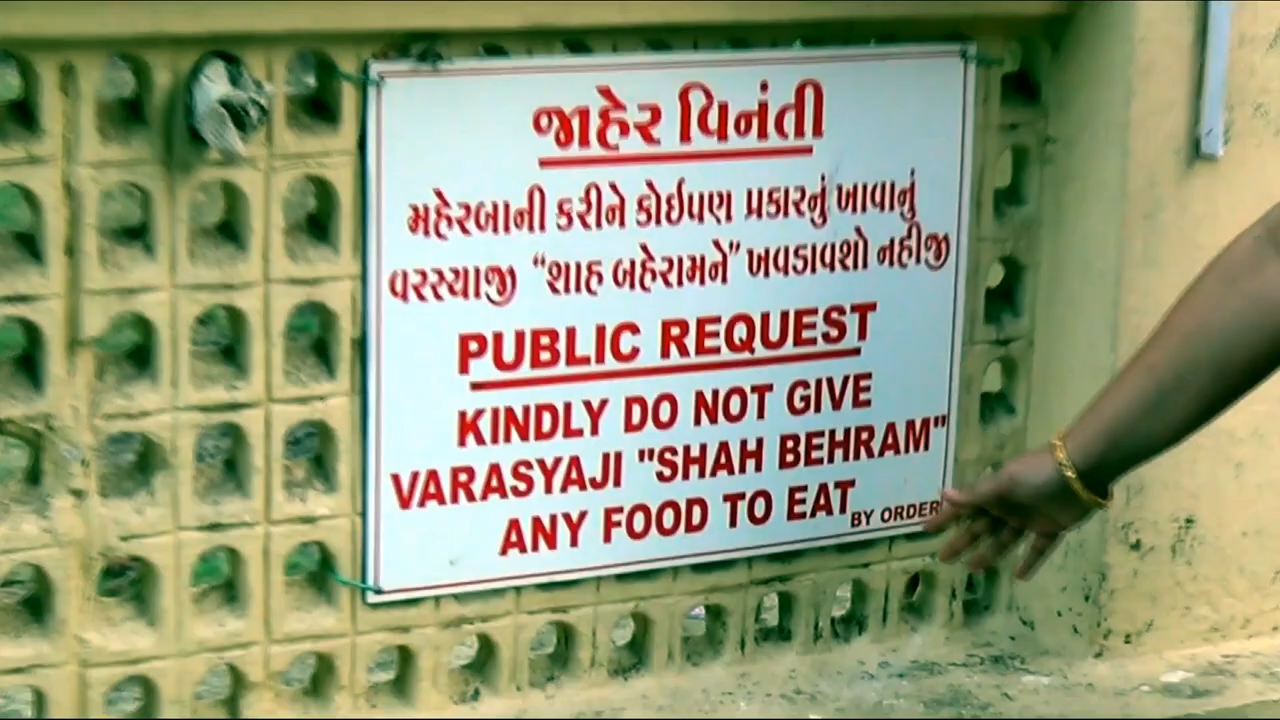 જાહેર વિનંતી
મહેરબાની કરીને કોઈપણ પ્રકારનું ખાવાનું
વરસ્યાજી "શાહ બહેરામને" ખવડાવશો નહીજી
PUBLIC REQUEST
KINDLY DO NOT GIVE
VARASYAJI "SHAH BEHRAM"
ANY FOOD TO EAT
BY ORDER